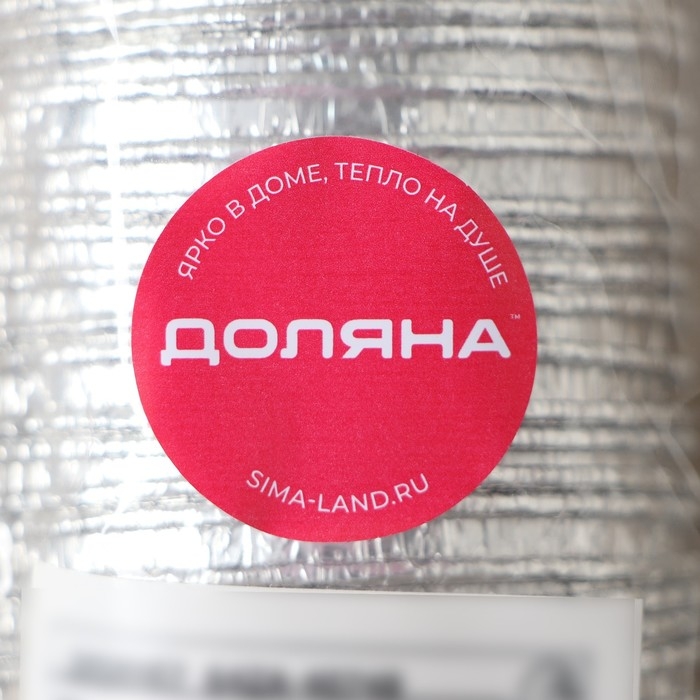 ЯРКО В ДОМЕ, ТЕПЛО НА ДУШЕ
ДОЛЯНА™
SIMA-LAND.RU